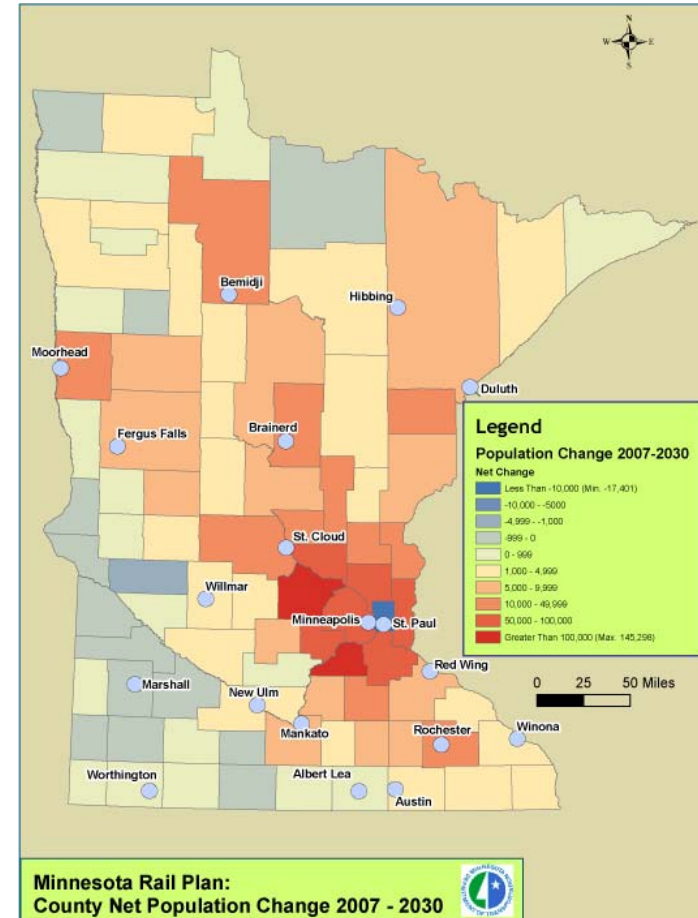 N
W E
S
Bemidji
Hibbing
Moorhead
Duluth
Fergus Falls
Brainerd
Legend
Population Change 2007-2030
Net Change
Less Than -10,000 (Min. -17,401)
-10,000 - -5000
-4,999 - -1,000
-999 - 0
0 - 999
1,000 - 4,999
5,000 - 9,999
10,000 - 49,999
50,000 - 100,000
Greater Than 100,000 (Max. 145,298)
St. Cloud
Willmar
Minneapolis
St. Paul
Red Wing
0 25 50 Miles
Marshall
New Ulm
Mankato
Rochester
Winona
Worthington
Albert Lea
Austin
Minnesota Rail Plan:
County Net Population Change 2007 - 2030